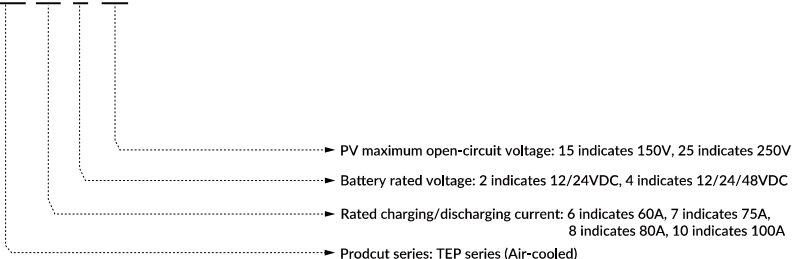 PV maximum open-circuit voltage: 15 indicates 150V, 25 indicates 250V
Battery rated voltage: 2 indicates 12/24VDC, 4 indicates 12/24/48VDC
Rated charging/discharging current: 6 indicates 60A, 7 indicates 75A,
8 indicates 80A, 10 indicates 100A
Prodcut series: TEP series (Air-cooled)